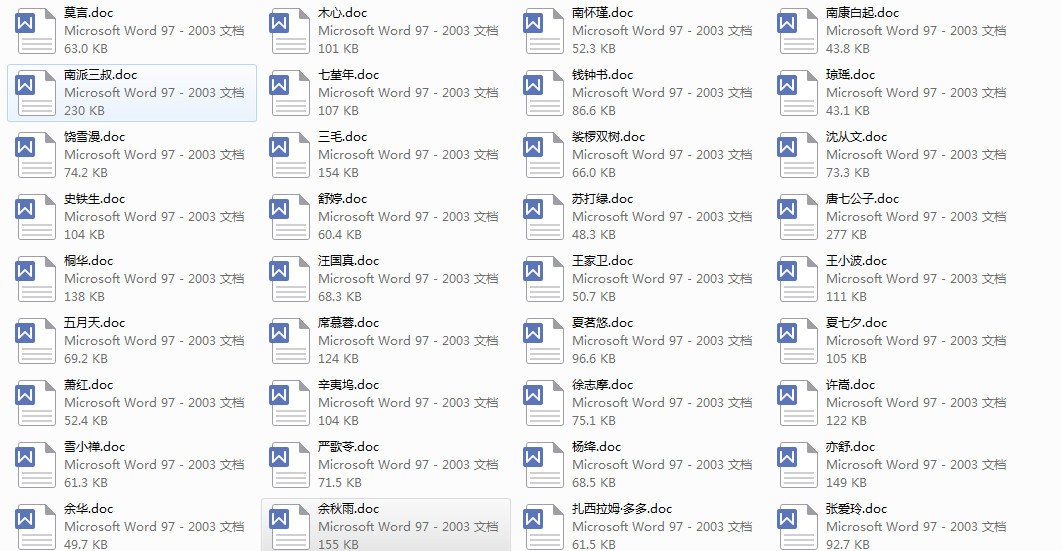 莫言.doc
Microsoft Word 97 - 2003 文档
63.0 KB
木心.doc
Microsoft Word 97 - 2003 文档
101 KB
南怀瑾.doc
Microsoft Word 97 - 2003 文档
52.3 KB
南康白起.doc
Microsoft Word 97 - 2003 文档
43.8 KB
南派三叔.doc
Microsoft Word 97 - 2003 文档
230 KB
七堇年.doc
Microsoft Word 97 - 2003 文档
107 KB
钱钟书.doc
Microsoft Word 97 - 2003 文档
86.6 KB
琼瑶.doc
Microsoft Word 97 - 2003 文档
43.1 KB
饶雪漫.doc
Microsoft Word 97 - 2003 文档
74.2 KB
三毛.doc
Microsoft Word 97 - 2003 文档
154 KB
裟椤双树.doc
Microsoft Word 97 - 2003 文档
66.0 KB
沈从文.doc
Microsoft Word 97 - 2003 文档
73.3 KB
史铁生.doc
Microsoft Word 97 - 2003 文档
104 KB
舒婷.doc
Microsoft Word 97 - 2003 文档
60.4 KB
苏打绿.doc
Microsoft Word 97 - 2003 文档
48.3 KB
唐七公子.doc
Microsoft Word 97 - 2003 文档
277 KB
桐华.doc
Microsoft Word 97 - 2003 文档
138 KB
汪国真.doc
Microsoft Word 97 - 2003 文档
68.3 KB
王家卫.doc
Microsoft Word 97 - 2003 文档
50.7 KB
王小波.doc
Microsoft Word 97 - 2003 文档
111 KB
五月天.doc
Microsoft Word 97 - 2003 文档
69.2 KB
席慕蓉.doc
Microsoft Word 97 - 2003 文档
124 KB
夏茗悠.doc
Microsoft Word 97 - 2003 文档
96.6 KB
夏七夕.doc
Microsoft Word 97 - 2003 文档
105 KB
萧红.doc
Microsoft Word 97 - 2003 文档
52.4 KB
辛夷坞.doc
Microsoft Word 97 - 2003 文档
104 KB
徐志摩.doc
Microsoft Word 97 - 2003 文档
75.1 KB
许嵩.doc
Microsoft Word 97 - 2003 文档
122 KB
雪小禅.doc
Microsoft Word 97 - 2003 文档
61.3 KB
严歌苓.doc
Microsoft Word 97 - 2003 文档
71.5 KB
杨绛.doc
Microsoft Word 97 - 2003 文档
68.5 KB
亦舒.doc
Microsoft Word 97 - 2003 文档
149 KB
余华.doc
Microsoft Word 97 - 2003 文档
49.7 KB
余秋雨.doc
Microsoft Word 97 - 2003 文档
155 KB
扎西拉姆·多多.doc
Microsoft Word 97 - 2003 文档
61.5 KB
张爱玲.doc
Microsoft Word 97 - 2003 文档
92.7 KB